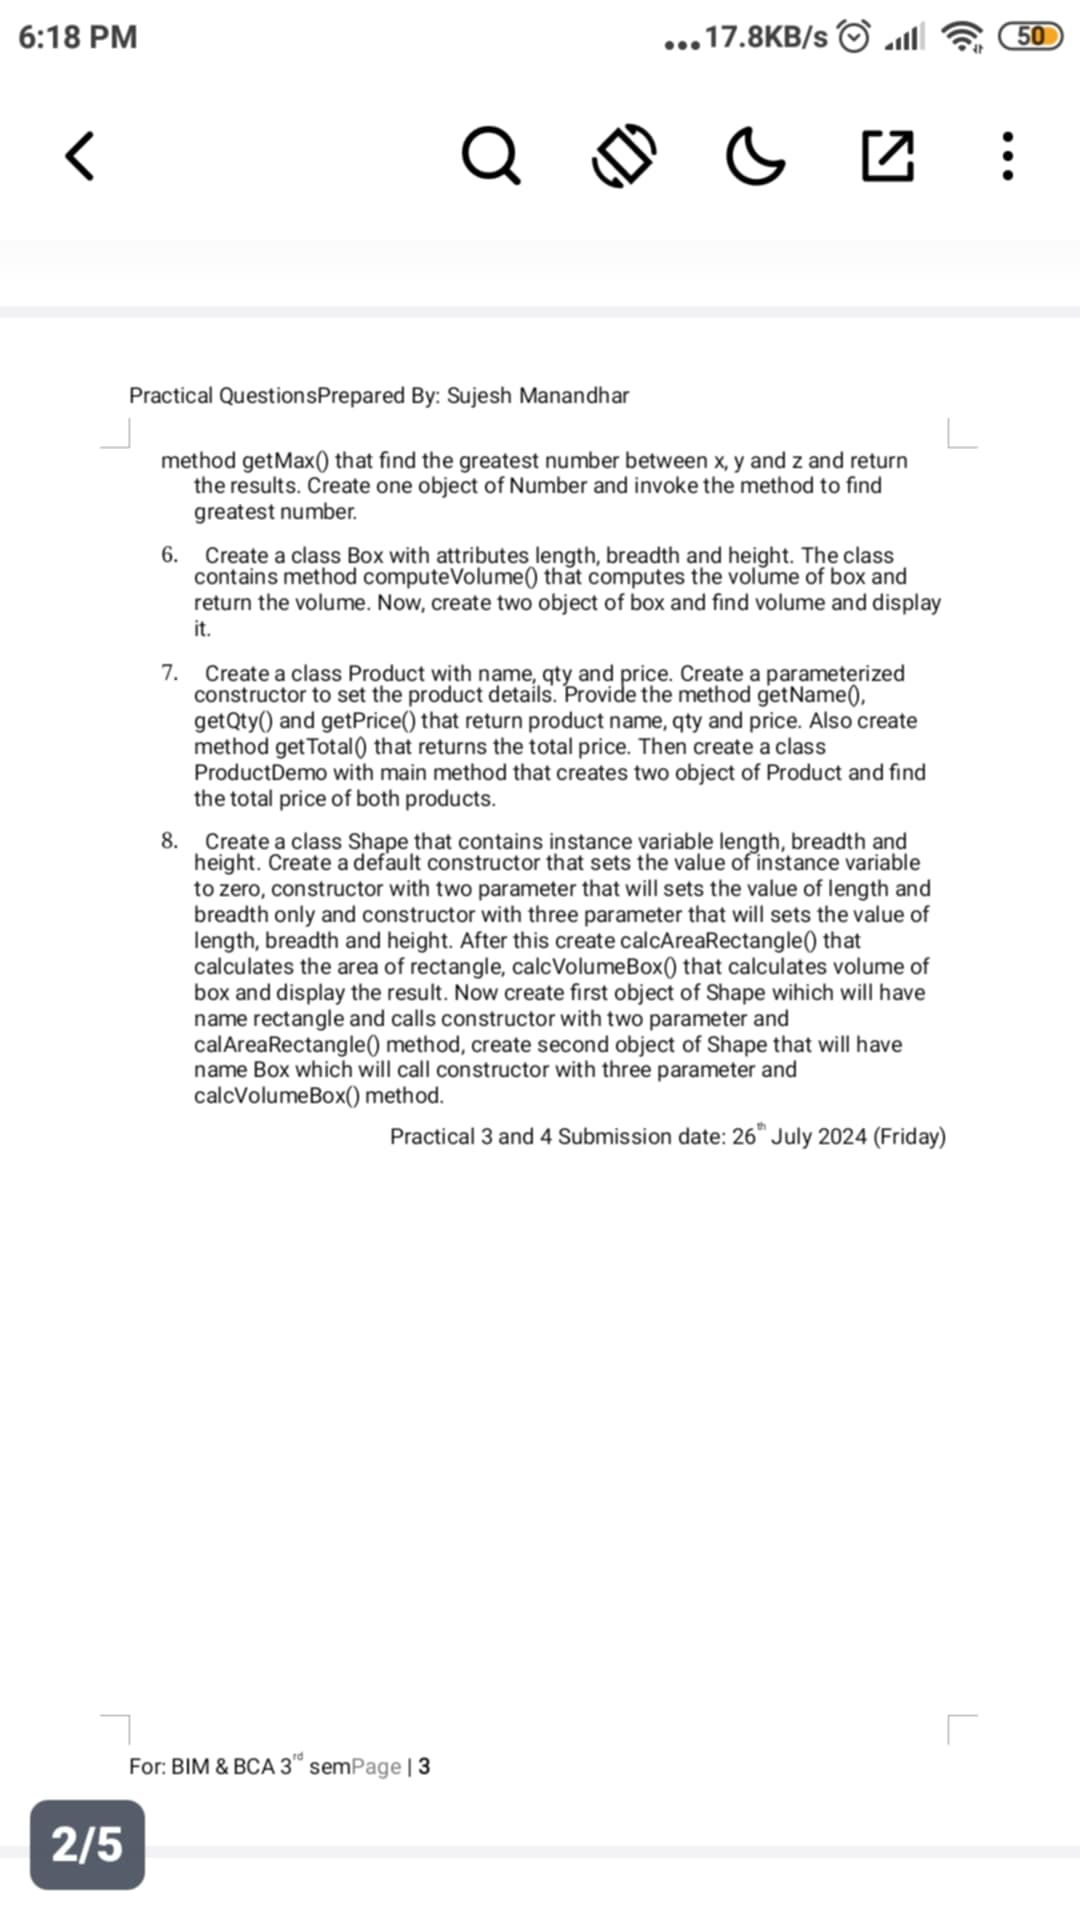 6:18 PM
...17.8KB/s
50
Practical QuestionsPrepared By: Sujesh Manandhar
method getMax() that find the greatest number between x, y and z and return
the results. Create one object of Number and invoke the method to find
greatest number.
6. Create a class Box with attributes length, breadth and height. The class
contains method computeVolume() that computes the volume of box and
return the volume. Now, create two object of box and find volume and display
it.
7. Create a class Product with name, qty and price. Create a parameterized
constructor to set the product details. Provide the method getName(),
getQty() and getPrice() that return product name, qty and price. Also create
method getTotal() that returns the total price. Then create a class
ProductDemo with main method that creates two object of Product and find
the total price of both products.
8. Create a class Shape that contains instance variable length, breadth and
height. Create a default constructor that sets the value of instance variable
to zero, constructor with two parameter that will sets the value of length and
breadth only and constructor with three parameter that will sets the value of
length, breadth and height. After this create calcAreaRectangle() that
calculates the area of rectangle, calcVolumeBox() that calculates volume of
box and display the result. Now create first object of Shape wihich will have
name rectangle and calls constructor with two parameter and
calAreaRectangle() method, create second object of Shape that will have
name Box which will call constructor with three parameter and
calcVolumeBox() method.
Practical 3 and 4 Submission date: 26th July 2024 (Friday)
For: BIM & BCA 3rd semPage | 3
2/5